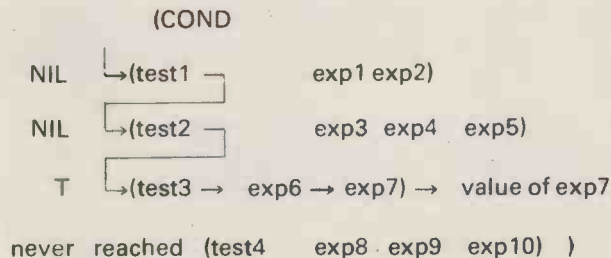 (COND
NIL →(test1 exp1 exp2)
NIL →(test2 exp3 exp4 exp5)
T →(test3 → exp6 → exp7) → value of exp7
never reached (test4 exp8 exp9 exp10) )